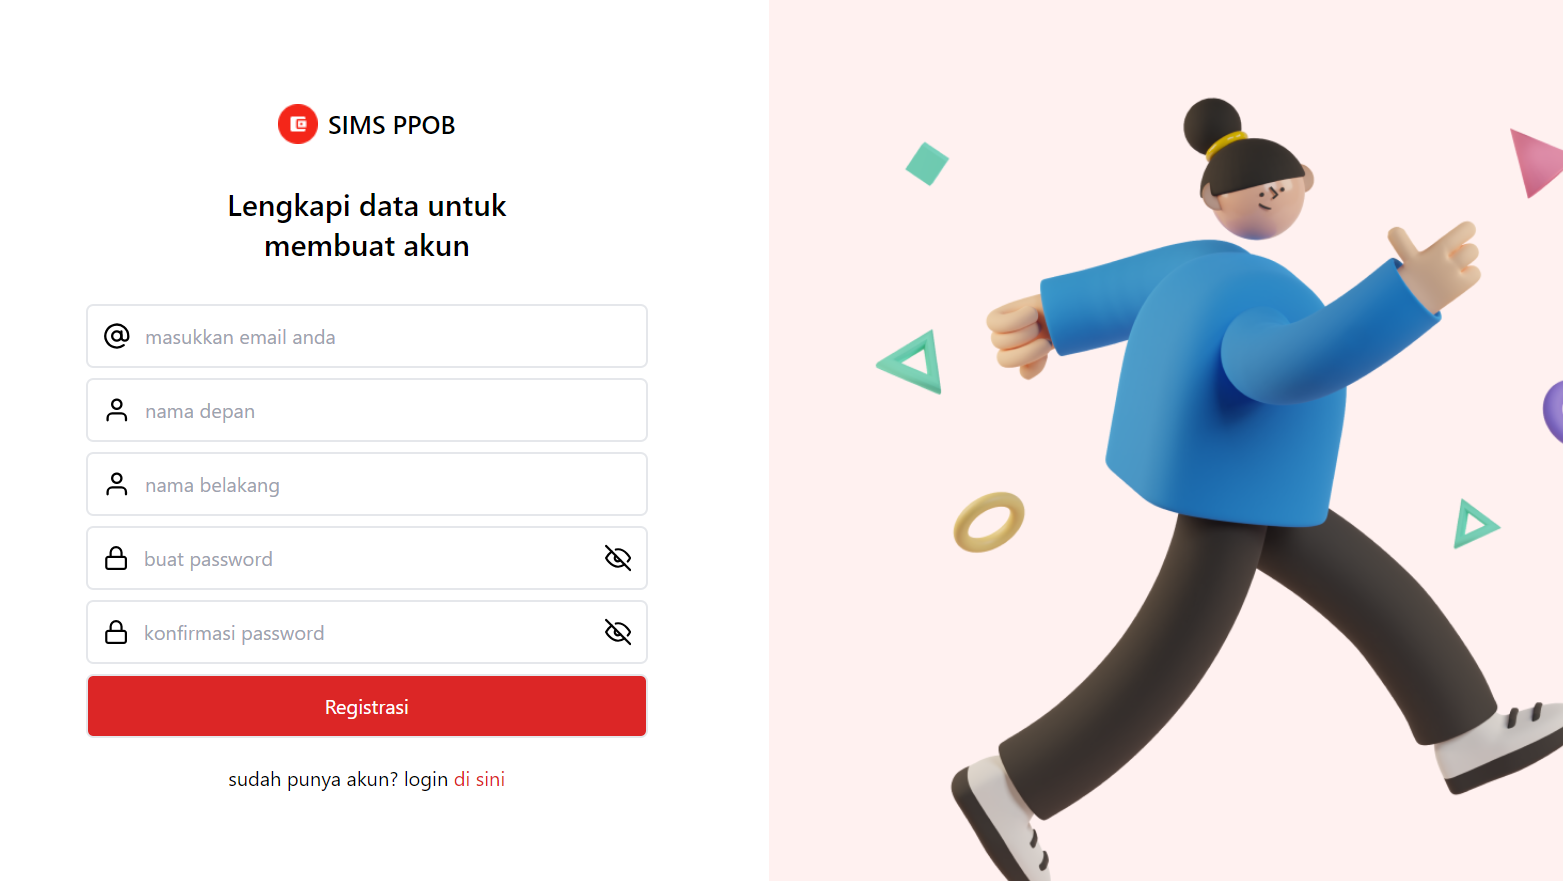 SIMS PPOB
Lengkapi data untuk
membuat akun
masukkan email anda
nama depan
nama belakang
buat password
konfirmasi password
Registrasi
sudah punya akun? login di sini